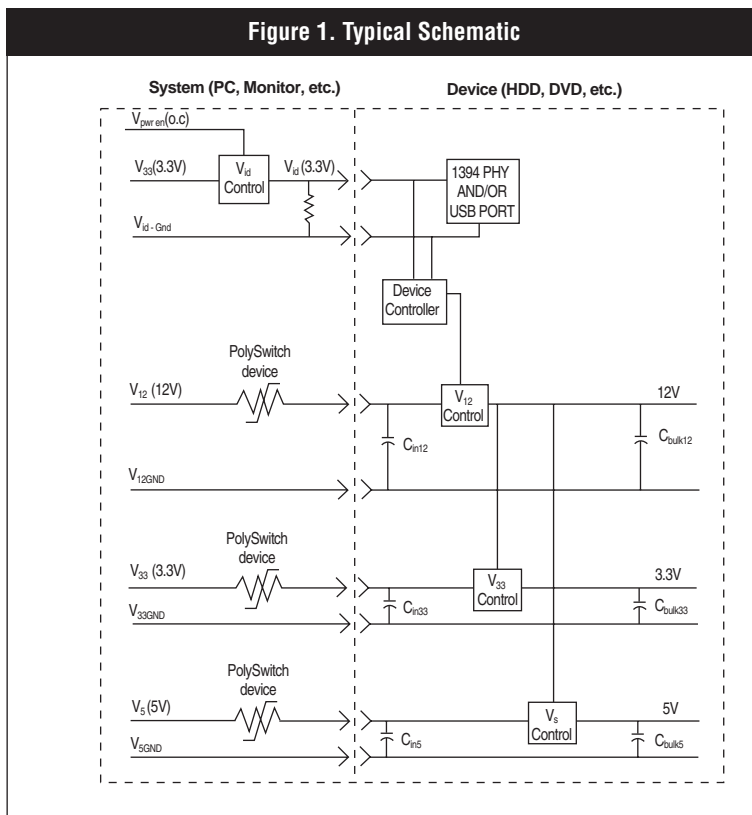 Figure 1. Typical Schematic
System (PC, Monitor, etc.)
Device (HDD, DVD, etc.)
Vpwr en(o.c)
V33(3.3V)
Vid
Control
Vid (3.3V)
1394 PHY
AND/OR
USB PORT
Vid - Gnd
Device
Controller
PolySwitch
device
V12 (12V)
V12
Control
12V
Cin12
Cbulk12
V12GND
PolySwitch
device
V33 (3.3V)
V33
Control
3.3V
Cin33
Cbulk33
V33GND
PolySwitch
device
V5 (5V)
Vs
Control
5V
Cin5
Cbulk5
V5GND